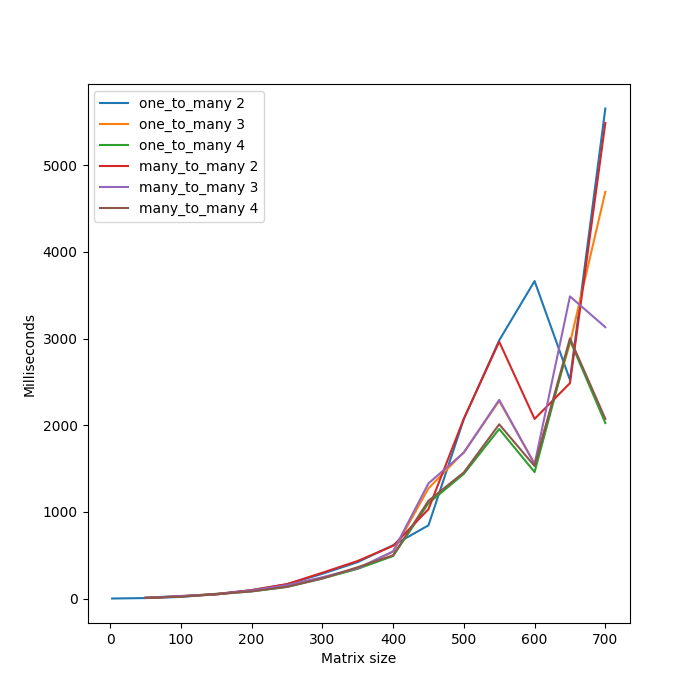 one_to_many 2
one_to_many 3
one_to_many 4
many_to_many 2
many_to_many 3
many_to_many 4
5000
4000
3000
2000
1000
0
Milliseconds
0 100 200 300 400 500 600 700
Matrix size